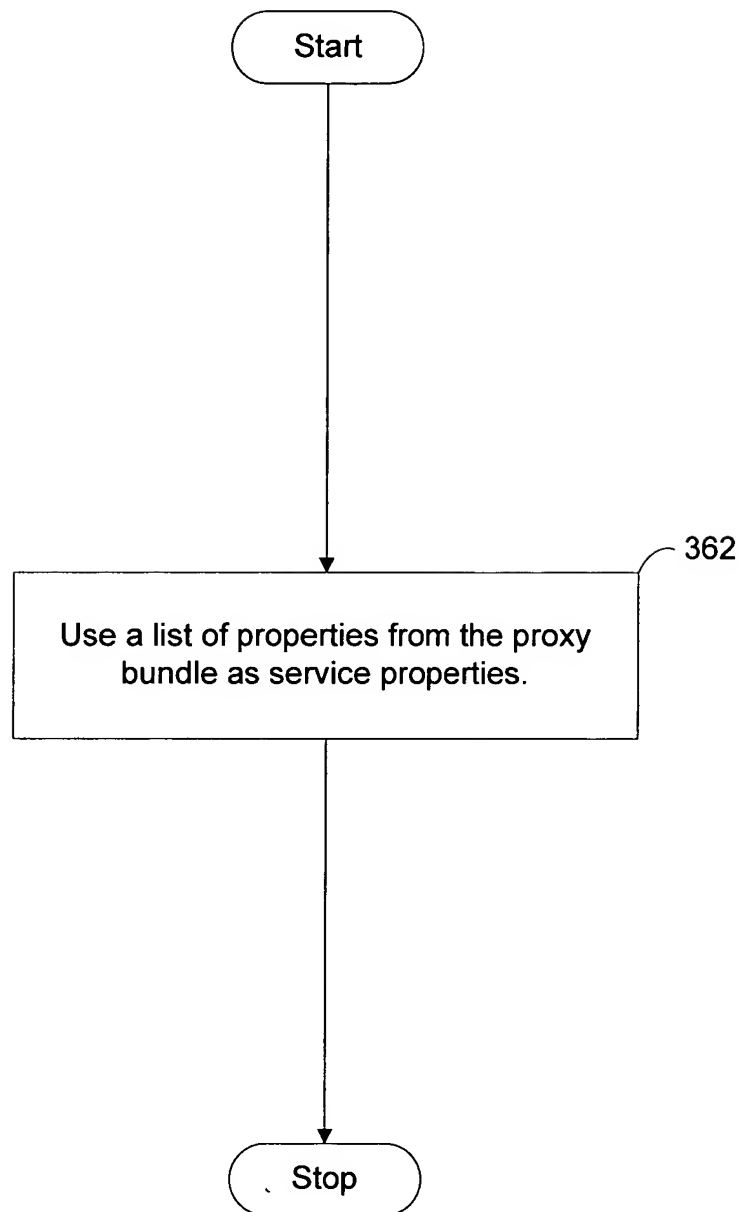 Start
362
Use a list of properties from the proxy
bundle as service properties.
Stop